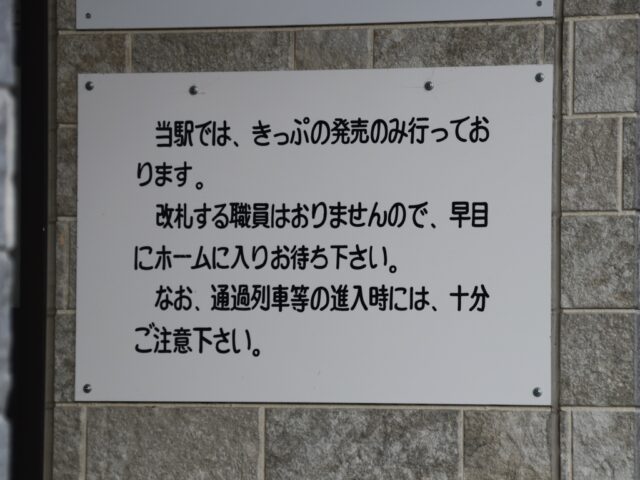 当駅では、きっぷの発売のみ行ってお
ります。
改札する職員はおりませんので、早目
にホームに入りお待ち下さい。
なお、通過列車等の進入時には、十分
ご注意下さい。